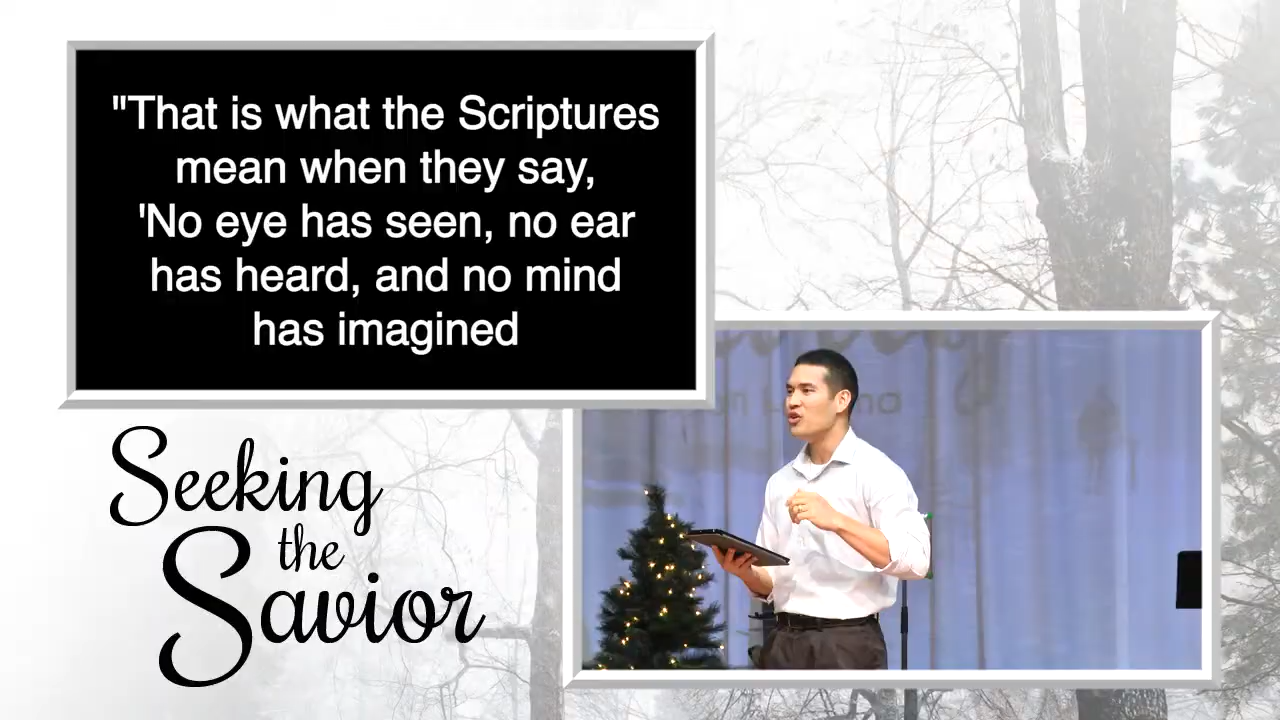 "That is what the Scriptures
mean when they say,
'No eye has seen, no ear
has heard, and no mind
has imagined
Seeking
the
Savior